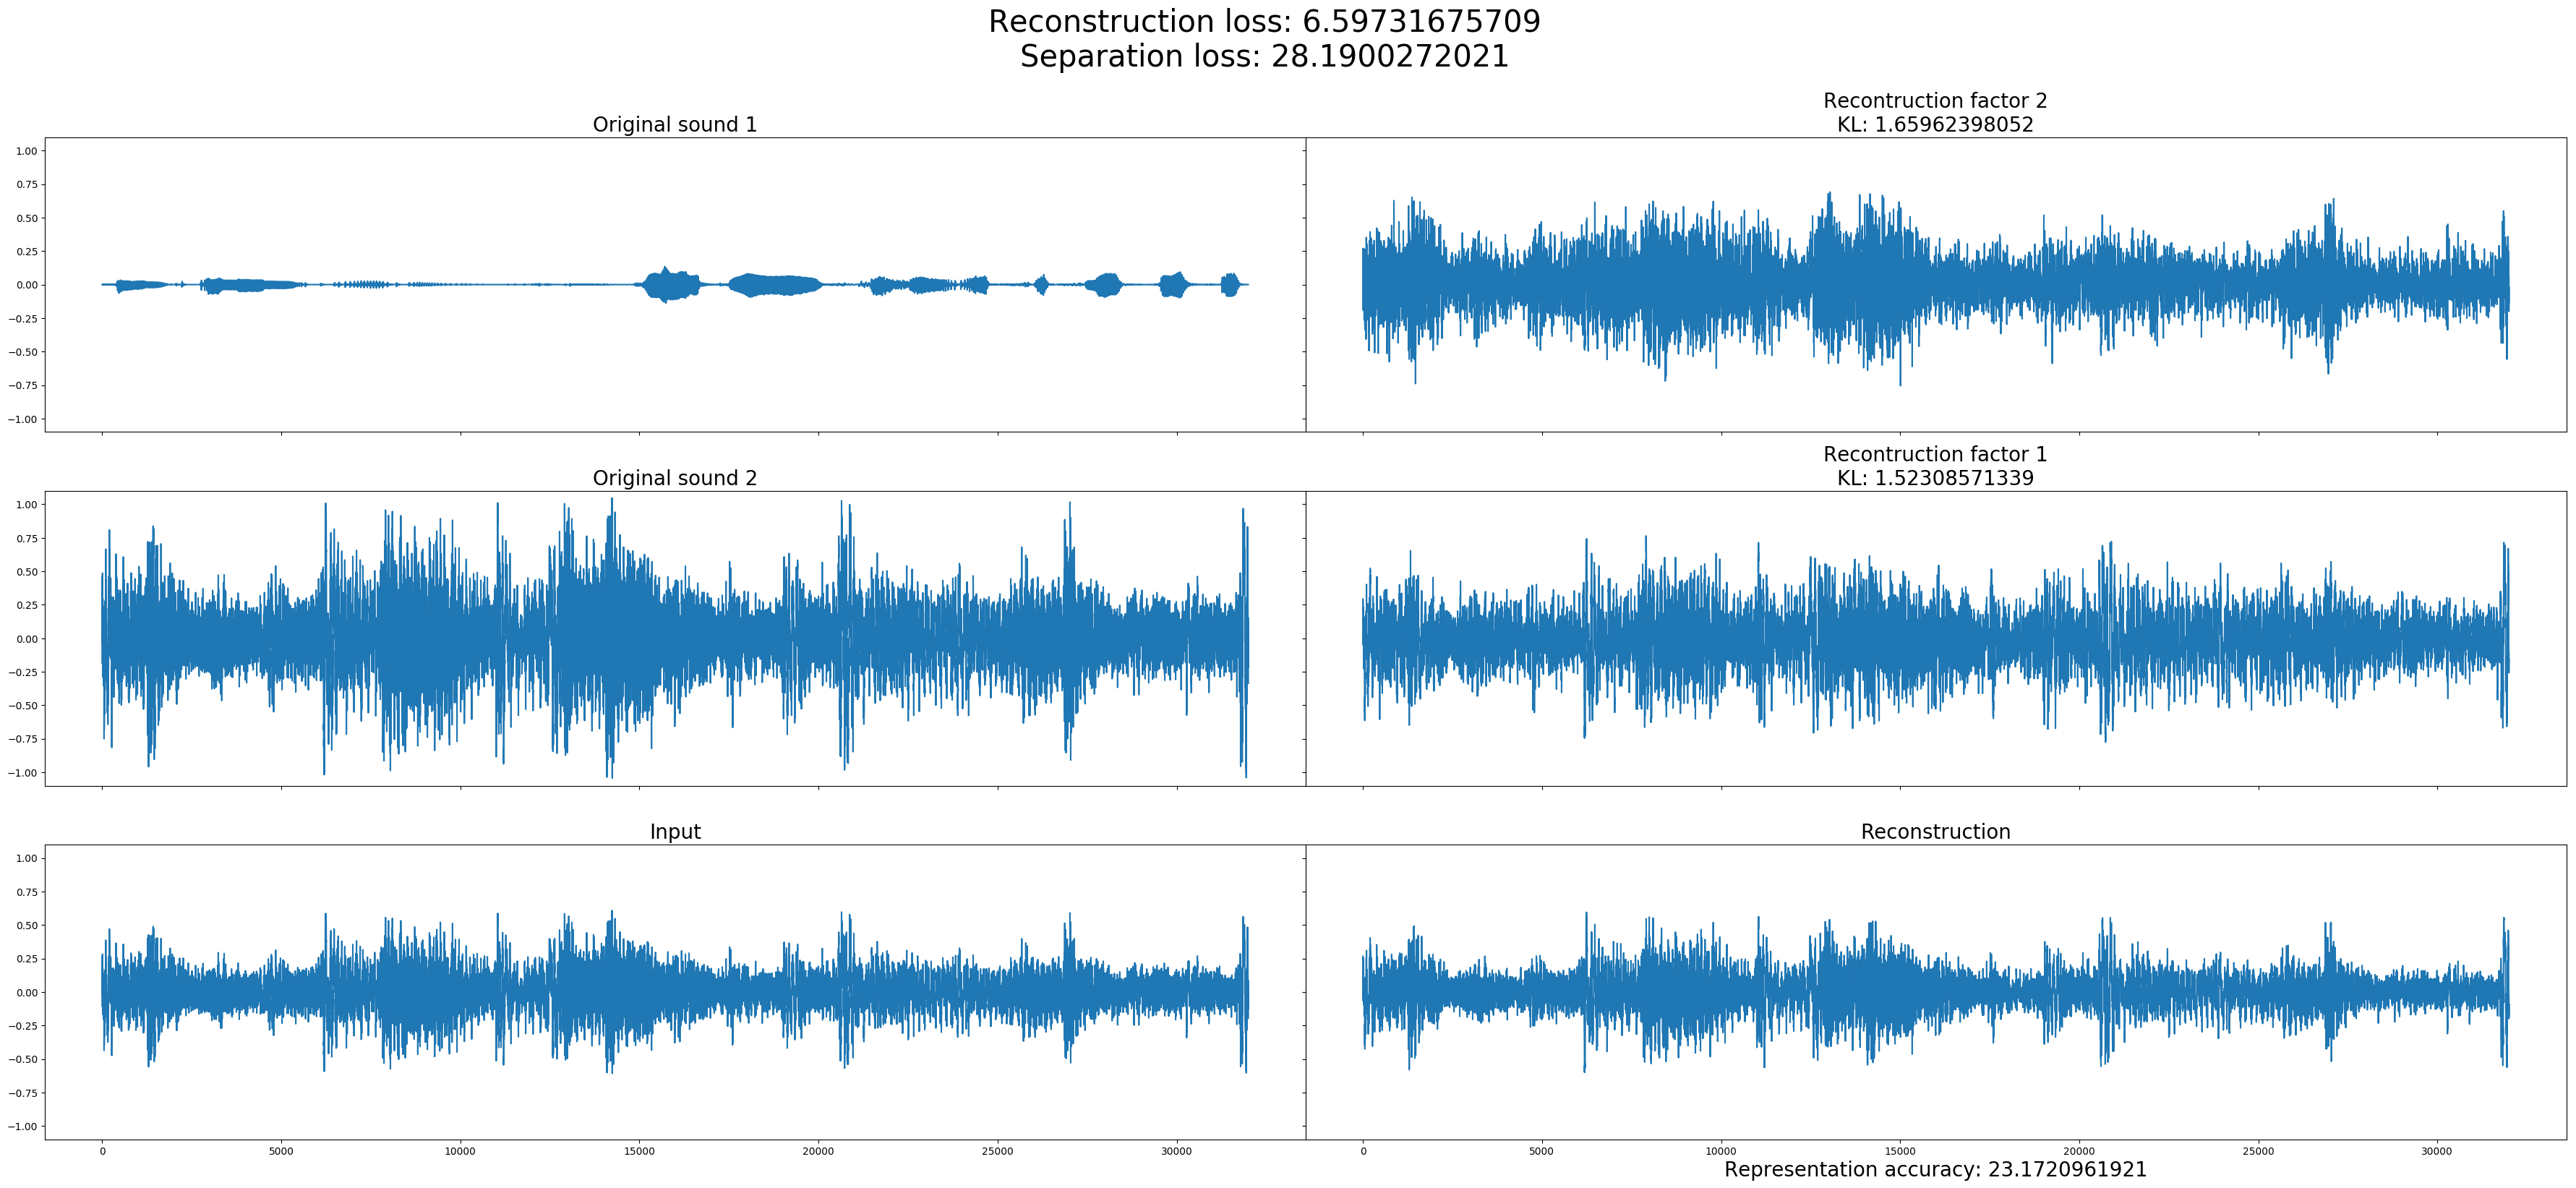 Reconstruction loss: 6.59731675709
Separation loss: 28.1900272021
Original sound 1
Recontruction factor 2
KL: 1.65962398052
1.00
0.75
0.50
0.25
0.00
−0.25
−0.50
−0.75
−1.00
Original sound 2
Recontruction factor 1
KL: 1.52308571339
1.00
0.75
0.50
0.25
0.00
−0.25
−0.50
−0.75
−1.00
Input
Reconstruction
1.00
0.75
0.50
0.25
0.00
−0.25
−0.50
−0.75
−1.00
0 5000 10000 15000 20000 25000 30000
0 5000 10000 15000 20000 25000 30000
Representation accuracy: 23.1720961921